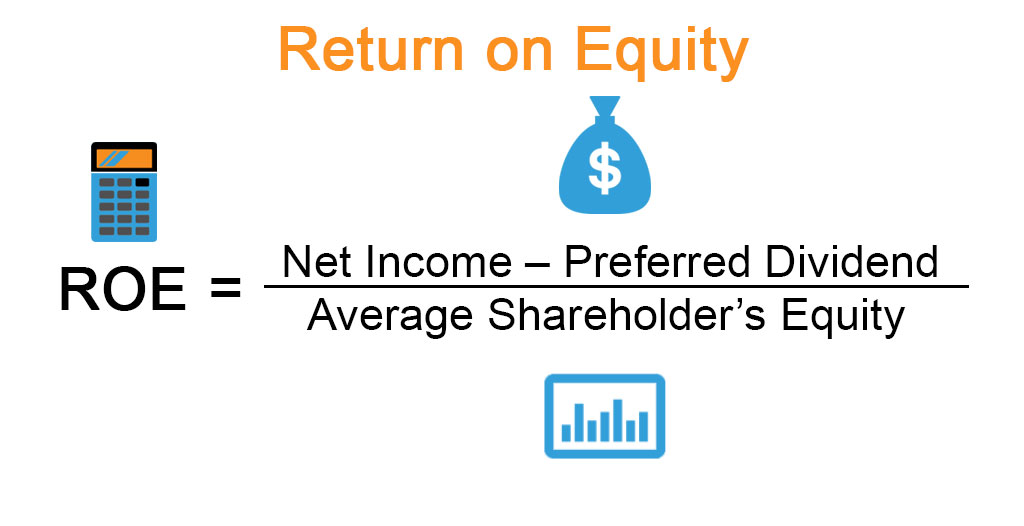 Return on Equity
$
ROE = Net Income – Preferred Dividend
Average Shareholder’s Equity